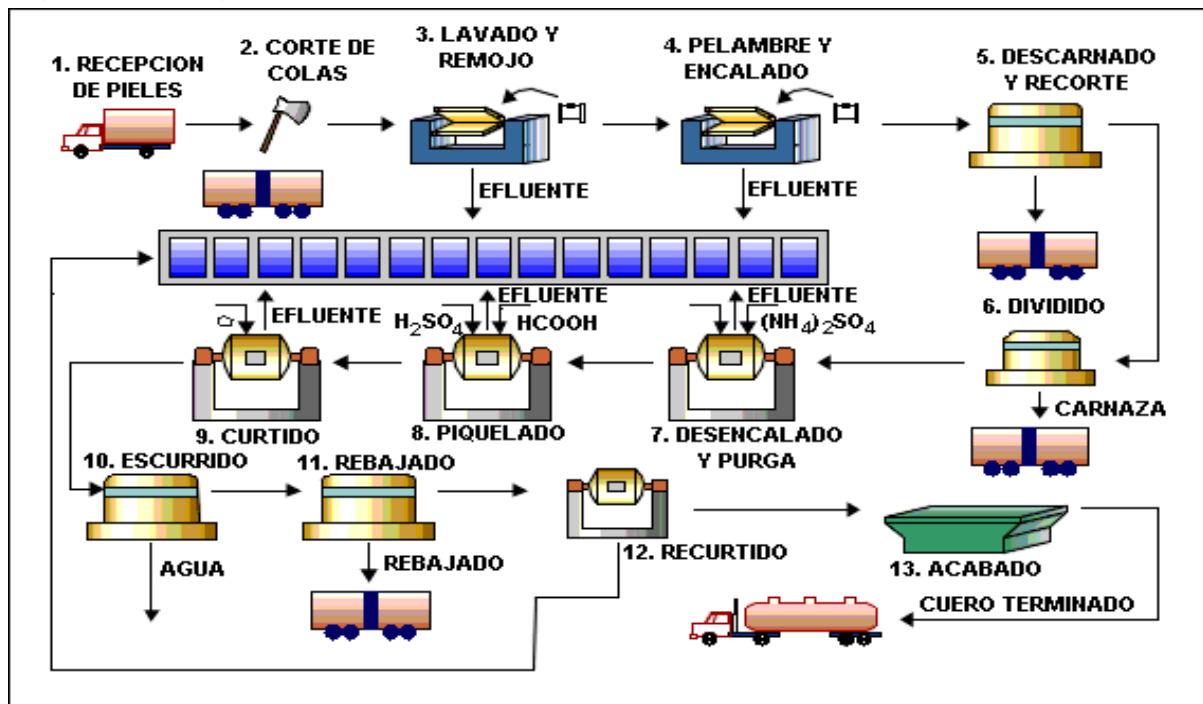 1. RECEPCION
DE PIELES
2. CORTE DE
COLAS
3. LAVADO Y
REMOJO
4. PELAMBRE Y
ENCALADO
5. DESCARNADO
Y RECORTE
EFLUENTE
EFLUENTE
EFLUENTE
H2SO4
EFLUENTE
HCOOH
EFLUENTE
(NH4)2SO4
6. DIVIDIDO
CARNAZA
7. DESENCALADO
Y PURGA
8. PIQUELADO
9. CURTIDO
10. ESCURRIDO
11. REBAJADO
AGUA
REBAJADO
12. RECURTIDO
13. ACABADO
CUERO TERMINADO